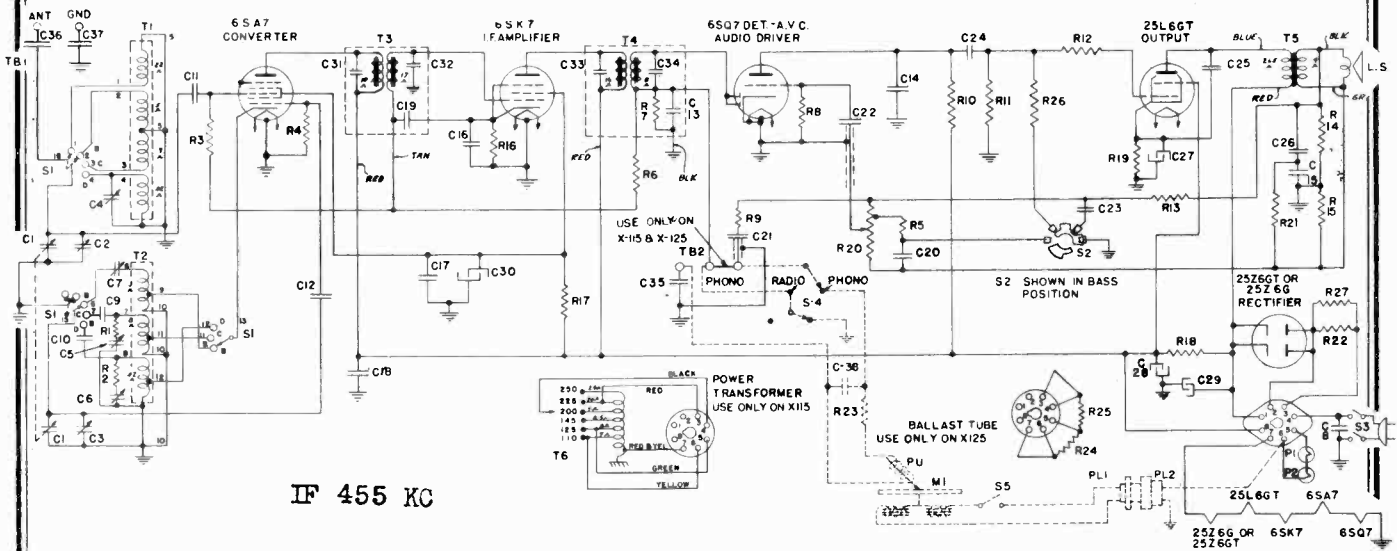 ANT GND
C36 C37
TB1
T1
6SA7
CONVERTER
T3
6SK7
I.F. AMPLIFIER
T4
6SQ7 DET.-A.V.C.
AUDIO DRIVER
25L6GT
OUTPUT
T5
BLUE
BLK
L.S
RED
C11
R3
R4
C31
C32
C19
C16
R16
C33
C34
R7
C13
R8
C22
C14
C24
R10
R11
R26
R12
C25
R19
C27
C26
R14
R15
R21
S1
C4
C1
C2
RED
TAN
RED
BLK
R6
USE ONLY ON
X-115 & X-125
TB2
R9
C21
R20
R5
C20
C23
R13
S2
S2 SHOWN IN BASS
POSITION
T2
C7
C9
S1
R1
C10
C5
R2
C6
C1
C3
S1
C12
C17
C30
R17
C18
C35
PHONO
RADIO
PHONO
S-4
25Z6GT OR
25Z6G
RECTIFIER
R27
R22
R18
C28
C29
C8
S3
P1
P2
C-38
R23
BLACK
RED
250
225
200
145
125
110
T6
RED & YEL
GREEN
YELLOW
POWER
TRANSFORMER
USE ONLY ON X115
BALLAST TUBE
USE ONLY ON X125
R25
R24
PU
M1
S5
PL1
PL2
25L6GT
6SA7
25Z6G OR
25Z6GT
6SK7
6SQ7
IF 455 KC